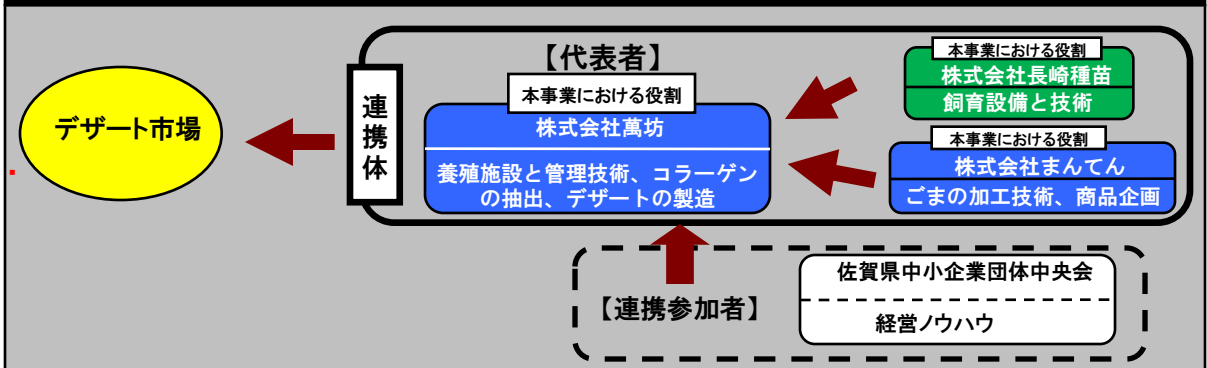 デザート市場
連携体
【代表者】
本事業における役割
株式会社萬坊
養殖施設と管理技術、コラーゲン
の抽出、デザートの製造
本事業における役割
株式会社長崎種苗
飼育設備と技術
本事業における役割
株式会社まんてん
ごまの加工技術、商品企画
【連携参加者】
佐賀県中小企業団体中央会
経営ノウハウ